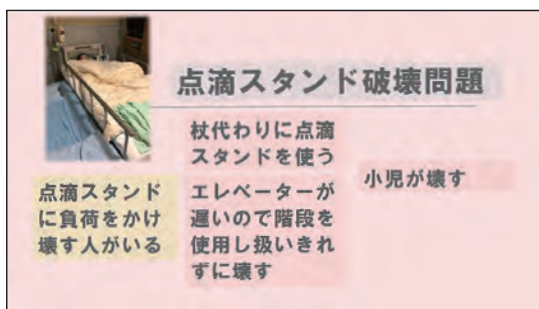 点滴スタンド破壊問題
点滴スタンド
に負荷をかけ
壊す人がいる
杖代わりに点滴
スタンドを使う
エレベーターが
遅いので階段を
使用し扱いきれ
ずに壊す
小児が壊す